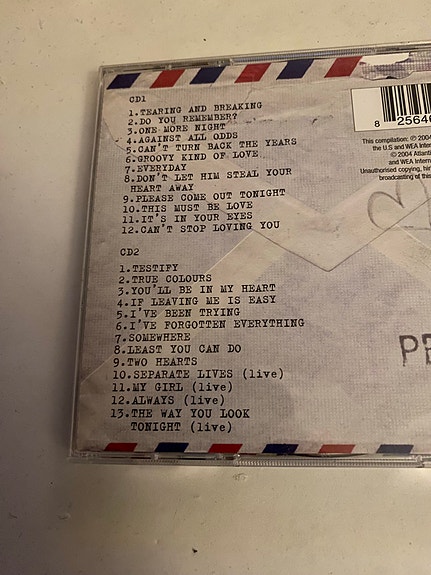 CD1
1.TEARING AND BREAKING
2.DO YOU REMEMBER?
3.ONE MORE NIGHT
4.AGAINST ALL ODDS
5.CAN'T TURN BACK THE YEARS
6.GROOVY KIND OF LOVE
7.EVERYDAY
8.DON'T LET HIM STEAL YOUR
HEART AWAY
9.PLEASE COME OUT TONIGHT
10.THIS MUST BE LOVE
11.IT'S IN YOUR EYES
12.CAN'T STOP LOVING YOU
CD2
1.TESTIFY
2.TRUE COLOURS
3.YOU'LL BE IN MY HEART
4.IF LEAVING ME IS EASY
5.I'VE BEEN TRYING
6.I'VE FORGOTTEN EVERYTHING
7.SOMEWHERE
8.LEAST YOU CAN DO
9.TWO HEARTS
10.SEPARATE LIVES (live)
11.MY GIRL (live)
12.ALWAYS (live)
13.THE WAY YOU LOOK
TONIGHT (live)
8 25646
This compilation: ℗ 2004
the U.S and WEA Inter
© 2004 Atlanti
and WEA Intern
Unauthorised copying, hiri
broadcasting of this
PE